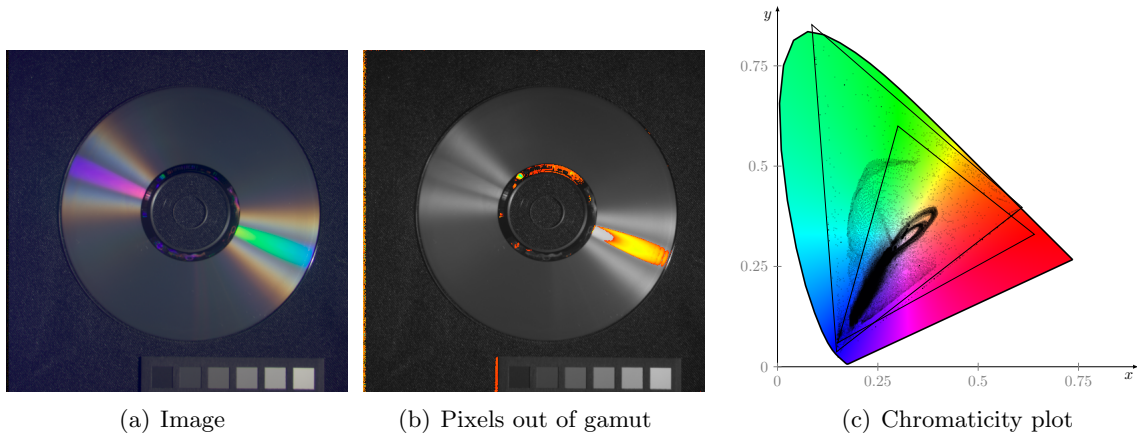 y
0.75
0.5
0.25
0
0
0.25
0.5
0.75
x
(a) Image
(b) Pixels out of gamut
(c) Chromaticity plot